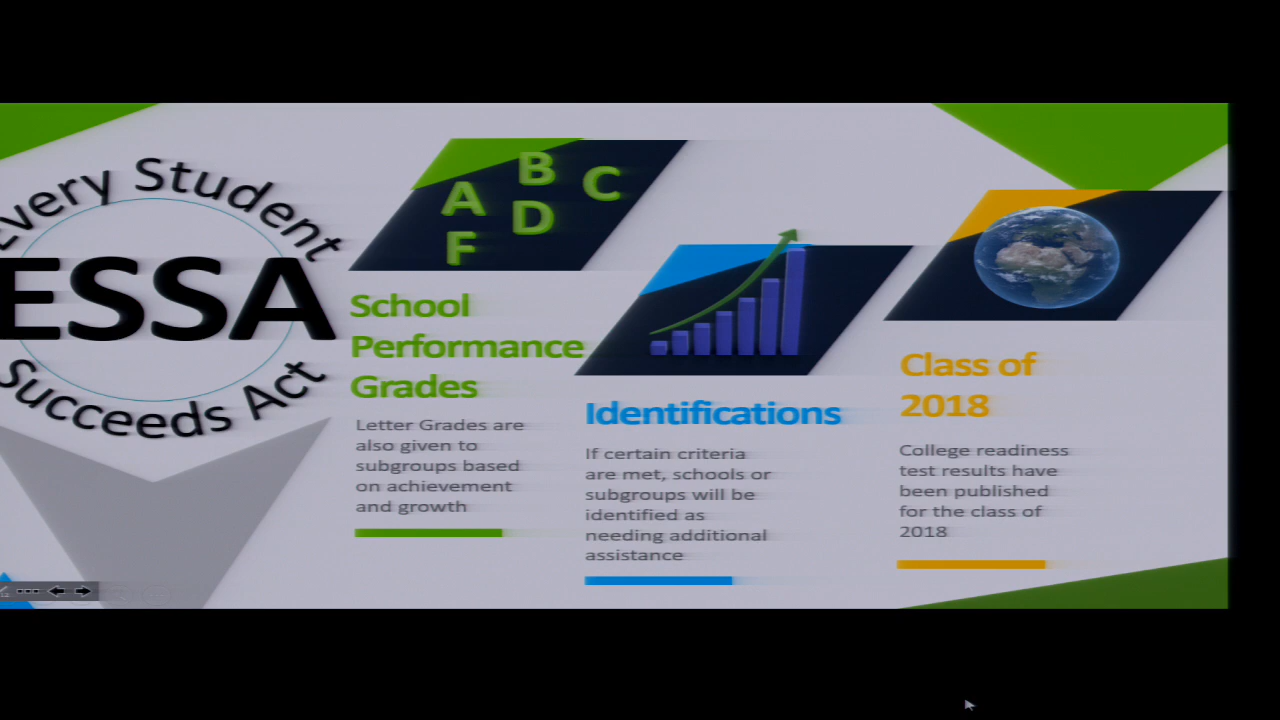 Every Student
ESSA
Succeeds Act
A B C
D
F
School
Performance
Grades
Letter Grades are
also given to
subgroups based
on achievement
and growth
Identifications
If certain criteria
are met, schools or
subgroups will be
identified as
needing additional
assistance
Class of
2018
College readiness
test results have
been published
for the class of
2018